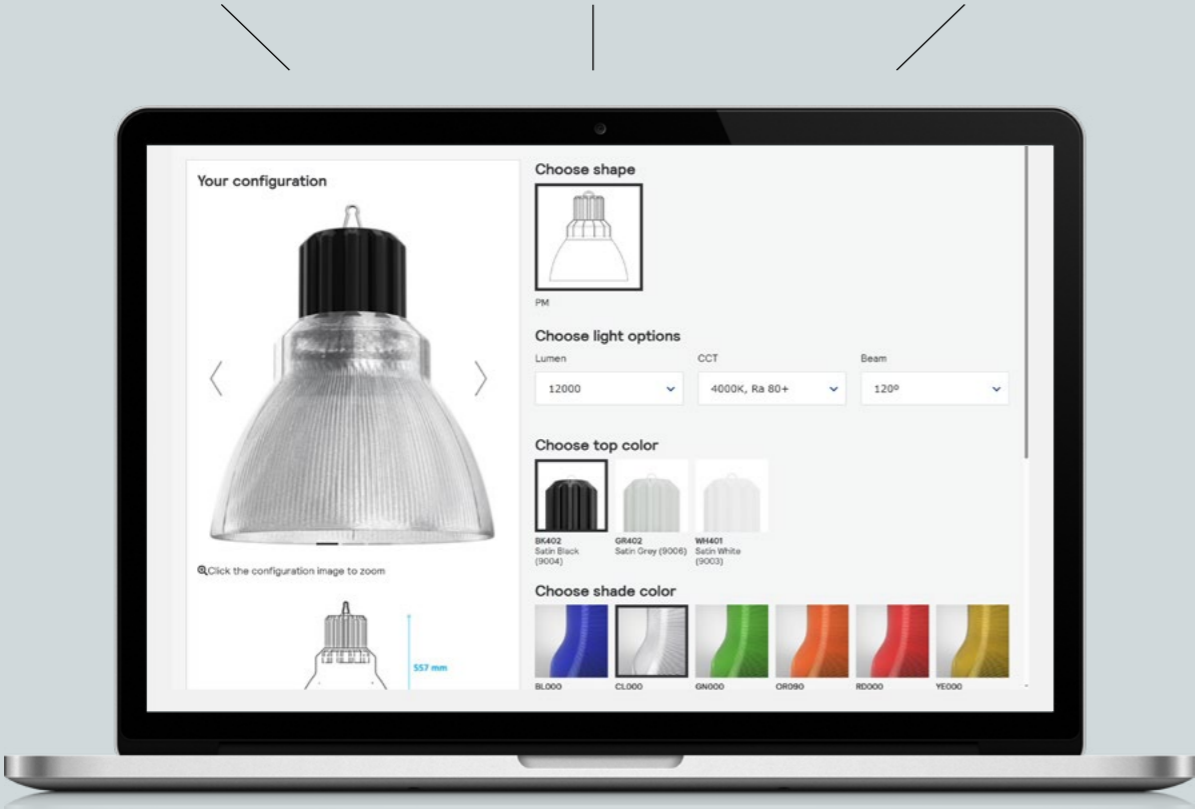 Your configuration
Click the configuration image to zoom
557 mm
Choose shape
PM
Choose light options
Lumen
CCT
Beam
12000
4000K, Ra 80+
120º
Choose top color
BK402
Satin Black
(9004)
GR402
Satin Grey (9006)
WH401
Satin White
(9003)
Choose shade color
BL000
CL000
GN000
OR090
RD000
YE000